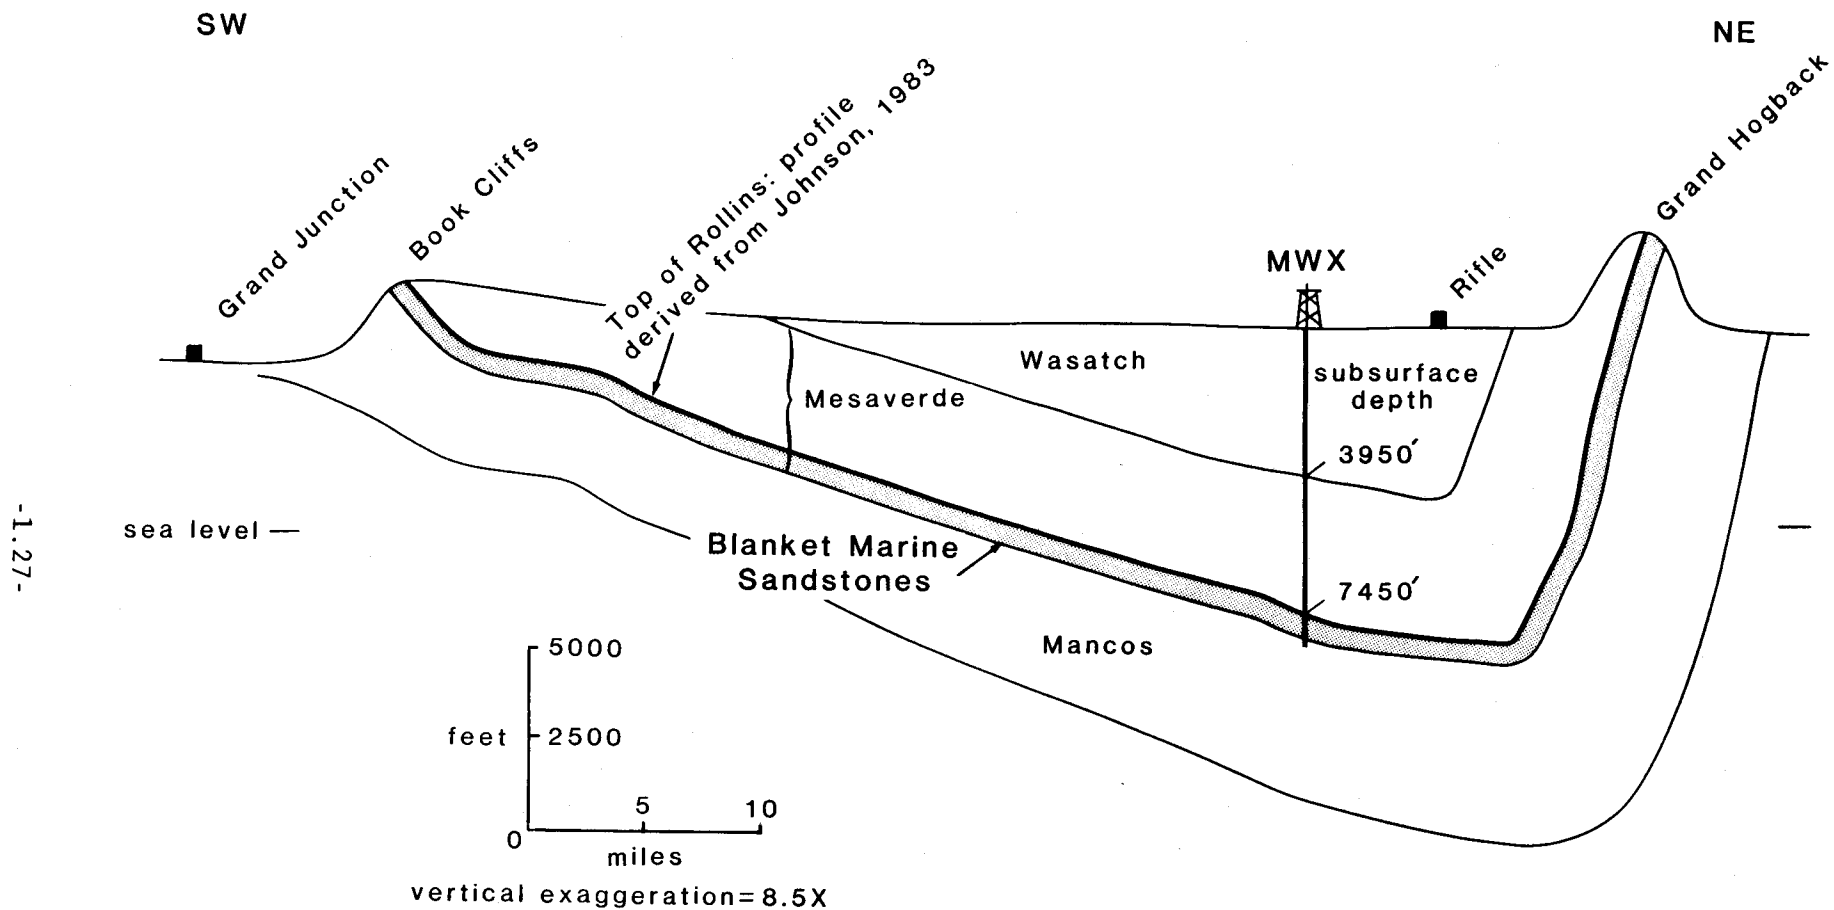 SW
NE
Grand Junction
Book Cliffs
Top of Rollins: profile
derived from Johnson, 1983
MWX
Rifle
Grand Hogback
Wasatch
subsurface
depth
Mesaverde
3950′
sea level
Blanket Marine
Sandstones
7450′
Mancos
5000
feet
2500
0
5
10
miles
vertical exaggeration=8.5X
-1.27-